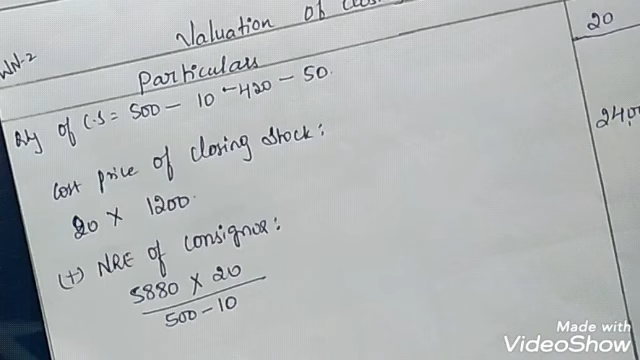 WN-2
Valuation of Clos
Particulars
Qty of C.S = 500 - 10 - 420 - 50.
20
Cost price of closing stock:
20 X 1200.
24,0
(+) NRE of consignor:
5880 X 20
500-10
Made with
VideoShow